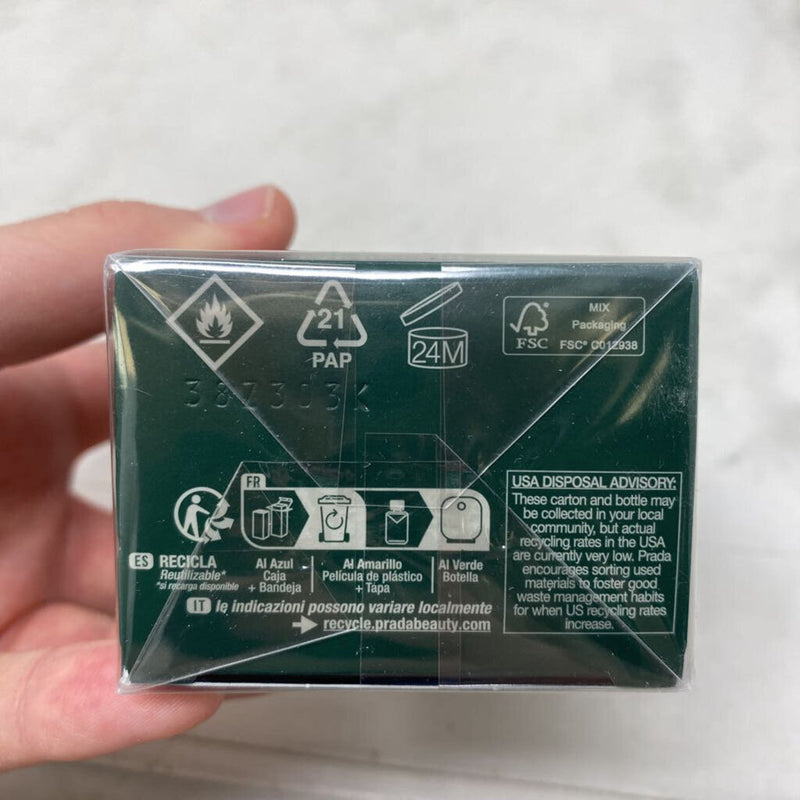 21
PAP
24M
MIX
Packaging
FSC
FSC® C012938
FR
ES RECICLA
Reutilizable*
*si recarga disponible
Al Azul
Caja
+ Bandeja
Al Amarillo
Película de plástico
+ Tapa
Al Verde
Botella
IT le indicazioni possono variare localmente
recycle.pradabeauty.com
USA DISPOSAL ADVISORY:
These carton and bottle may
be collected in your local
community, but actual
recycling rates in the USA
are currently very low. Prada
encourages sorting used
materials to foster good
waste management habits
for when US recycling rates
increase.